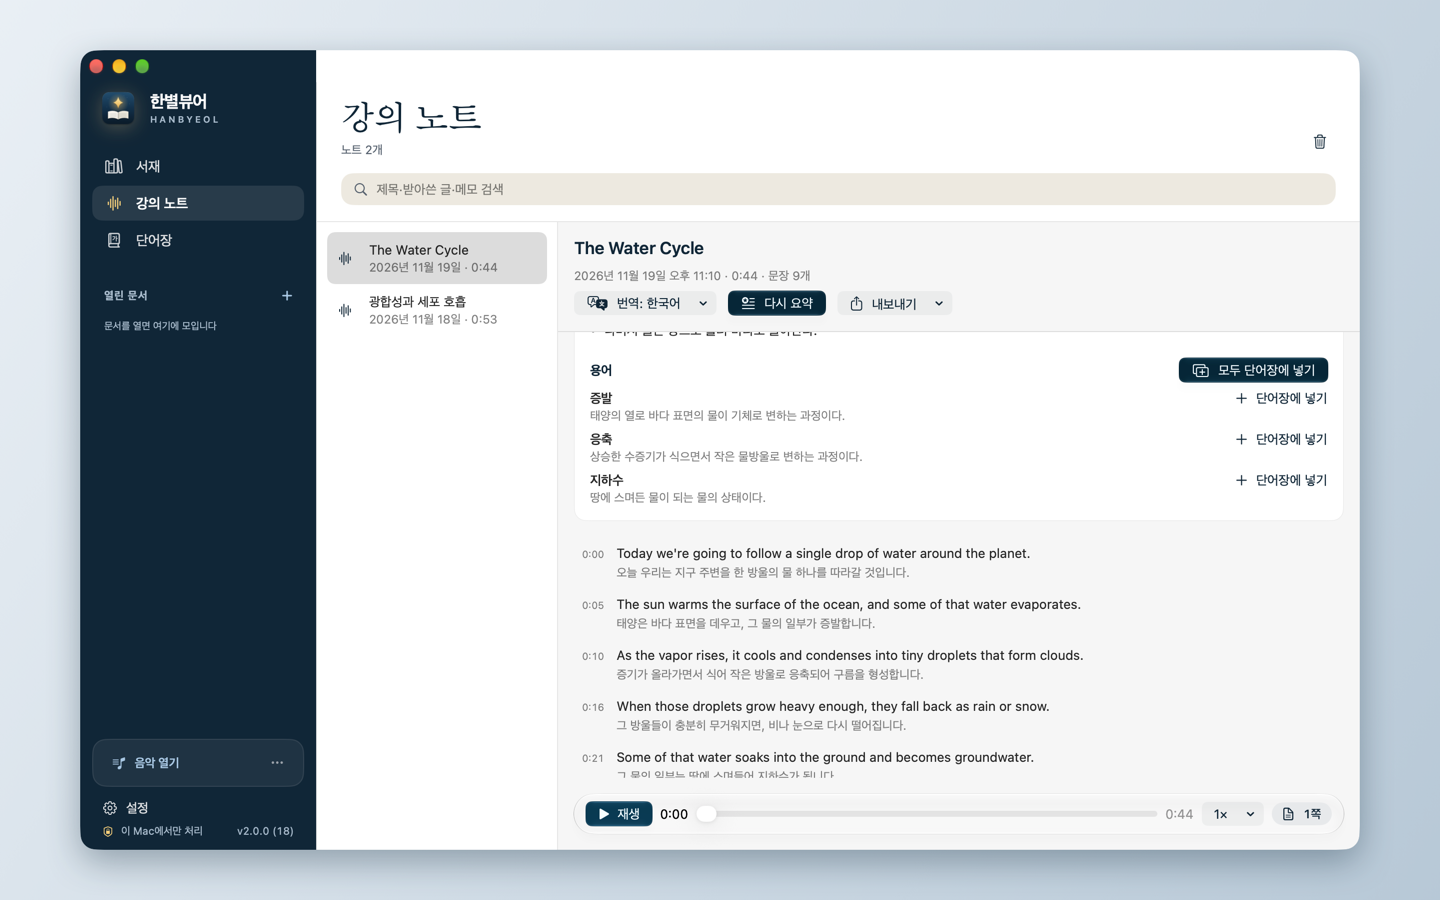 한별뷰어
HANBYEOL
서재
강의 노트
단어장
열린 문서
문서를 열면 여기에 모입니다
음악 열기
설정
이 Mac에서만 처리
v2.0.0 (18)
강의 노트
노트 2개
제목·받아쓴 글·메모 검색
The Water Cycle
2026년 11월 19일 · 0:44
광합성과 세포 호흡
2026년 11월 18일 · 0:53
The Water Cycle
2026년 11월 19일 오후 11:10 · 0:44 · 문장 9개
번역: 한국어
다시 요약
내보내기
용어
모두 단어장에 넣기
증발
단어장에 넣기
태양의 열로 바다 표면의 물이 기체로 변하는 과정이다.
응축
단어장에 넣기
상승한 수증기가 식으면서 작은 물방울로 변하는 과정이다.
지하수
단어장에 넣기
땅에 스며든 물이 되는 물의 상태이다.
0:00 Today we're going to follow a single drop of water around the planet.
오늘 우리는 지구 주변을 한 방울의 물 하나를 따라갈 것입니다.
0:05 The sun warms the surface of the ocean, and some of that water evaporates.
태양은 바다 표면을 데우고, 그 물의 일부가 증발합니다.
0:10 As the vapor rises, it cools and condenses into tiny droplets that form clouds.
증기가 올라가면서 식어 작은 방울로 응축되어 구름을 형성합니다.
0:16 When those droplets grow heavy enough, they fall back as rain or snow.
그 방울들이 충분히 무거워지면, 비나 눈으로 다시 떨어집니다.
0:21 Some of that water soaks into the ground and becomes groundwater.
그 물의 일부는 땅에 스며들어 지하수가 됩니다.
재생
0:00
0:44
1×
1쪽